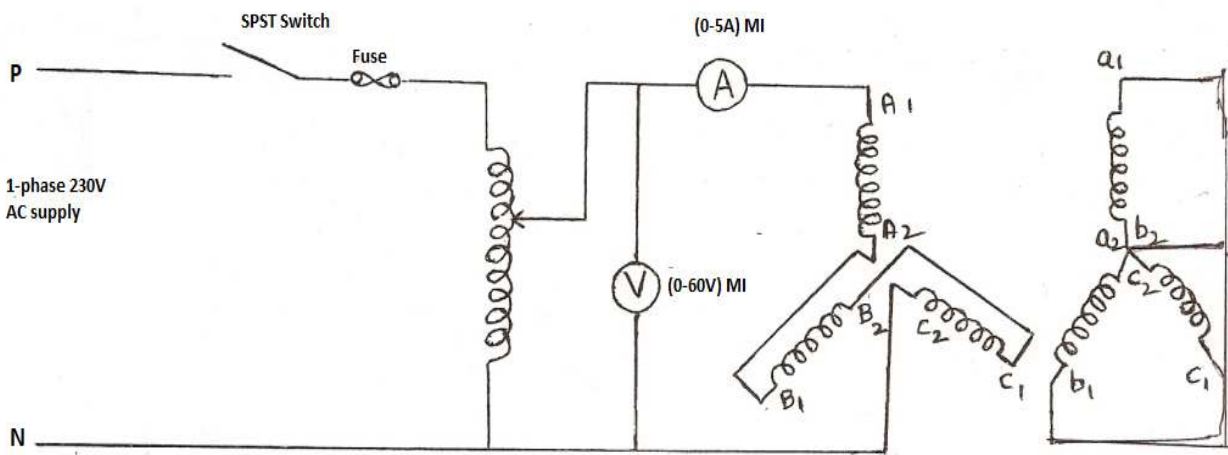 SPST Switch
(0-5A) MI
P
Fuse
a1
A
A1
1-phase 230V
AC supply
A2
a2 b2
V
(0-60V) MI
B2
C2
C2
B1
C1
b1
C1
N